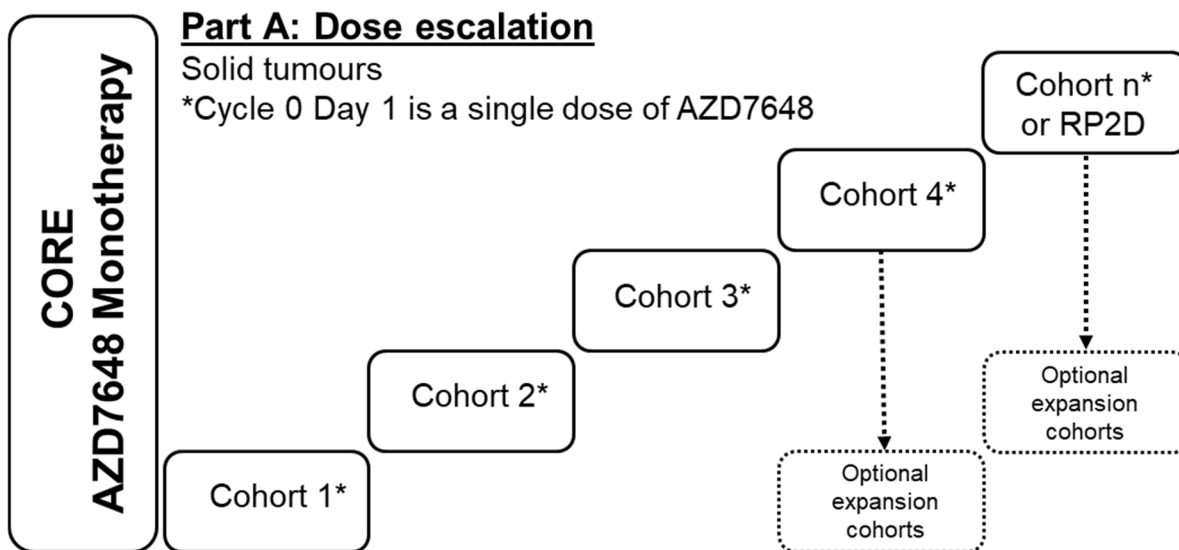 CORE
AZD7648 Monotherapy
Part A: Dose escalation
Solid tumours
*Cycle 0 Day 1 is a single dose of AZD7648
Cohort 1*
Cohort 2*
Cohort 3*
Cohort 4*
Cohort n*
or RP2D
Optional
expansion
cohorts
Optional
expansion
cohorts